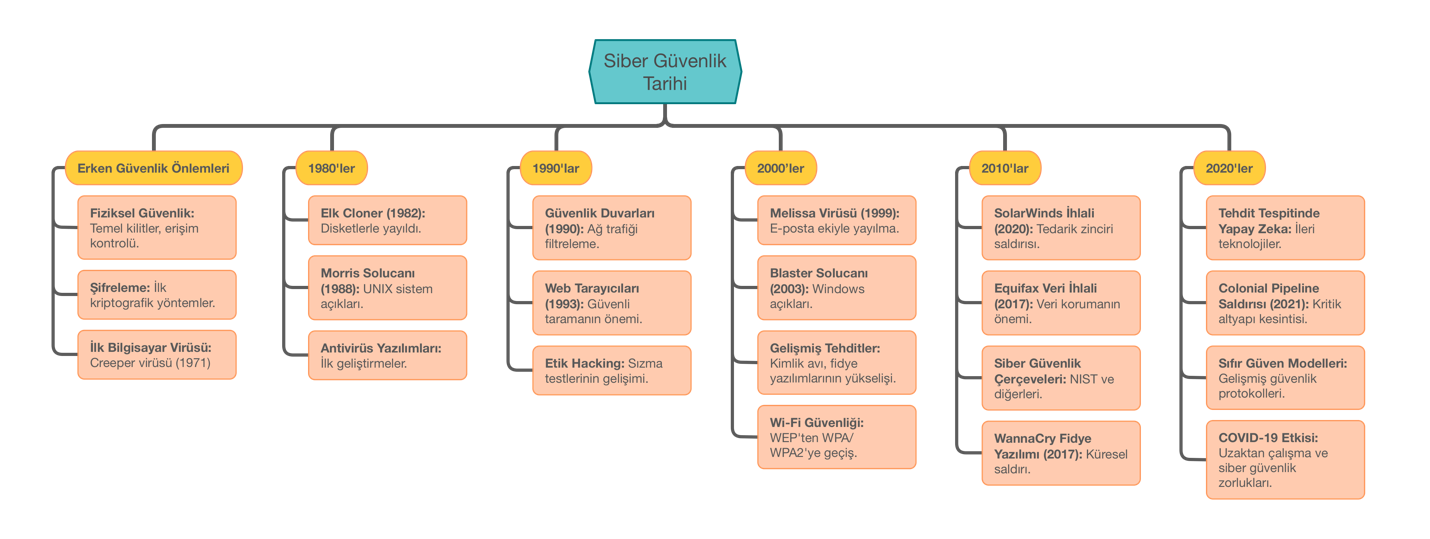 Siber Güvenlik
Tarihi
Erken Güvenlik Önlemleri
Fiziksel Güvenlik:
Temel kilitler, erişim
kontrolü.
Şifreleme: İlk
kriptografik yöntemler.
İlk Bilgisayar Virüsü:
Creeper virüsü (1971)
1980'ler
Elk Cloner (1982):
Disketlerle yayıldı.
Morris Solucanı
(1988): UNIX sistem
açıkları.
Antivirüs Yazılımları:
İlk geliştirmeler.
1990'lar
Güvenlik Duvarları
(1990): Ağ trafiği
filtreleme.
Web Tarayıcıları
(1993): Güvenli
taramanın önemi.
Etik Hacking: Sızma
testlerinin gelişimi.
2000’ler
Melissa Virüsü (1999):
E-posta ekiyle yayılma.
Blaster Solucanı
(2003): Windows
açıkları.
Gelişmiş Tehditler:
Kimlik avı, fidye
yazılımlarının yükselişi.
Wi-Fi Güvenliği:
WEP'ten WPA/
WPA2’ye geçiş.
2010'lar
SolarWinds İhlali
(2020): Tedarik zinciri
saldırısı.
Equifax Veri İhlali
(2017): Veri korumanın
önemi.
Siber Güvenlik
Çerçeveleri: NIST ve
diğerleri.
WannaCry Fidye
Yazılımı (2017): Küresel
saldırı.
2020'ler
Tehdit Tespitinde
Yapay Zeka: İleri
teknolojiler.
Colonial Pipeline
Saldırısı (2021): Kritik
altyapı kesintisi.
Sıfır Güven Modelleri:
Gelişmiş güvenlik
protokolleri.
COVID-19 Etkisi:
Uzaktan çalışma ve
siber güvenlik
zorlukları.